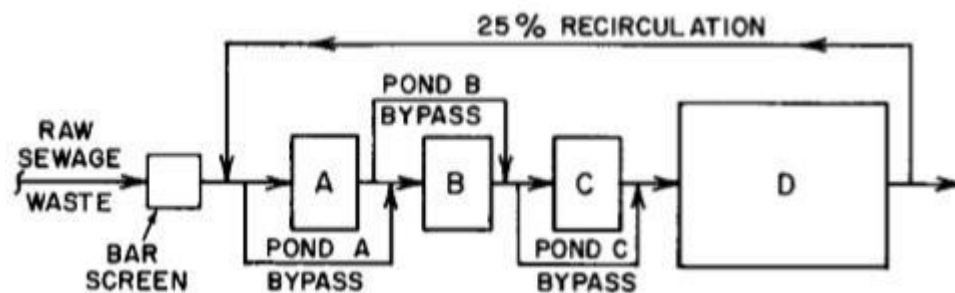 25% RECIRCULATION
POND B
BYPASS
RAW
SEWAGE
WASTE
A
B
C
D
BAR
SCREEN
POND A
BYPASS
POND C
BYPASS